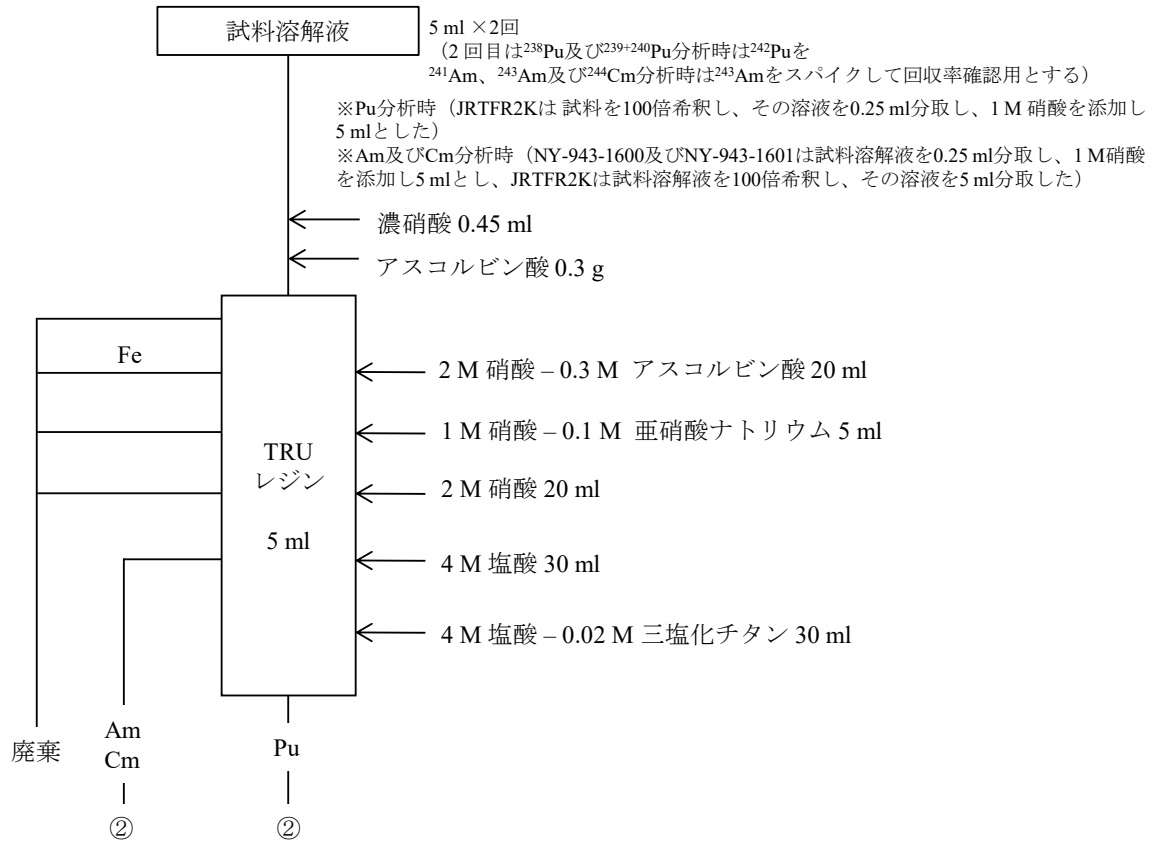 試料溶解液
5 ml ×2回
（2 回目は²³⁸Pu及び²³⁹⁺²⁴⁰Pu分析時は²⁴²Puを
²⁴¹Am、²⁴³Am及び²⁴⁴Cm分析時は²⁴³Amをスパイクして回収率確認用とする）
※Pu分析時（JRTFR2Kは 試料を100倍希釈し、その溶液を0.25 ml分取し、1 M 硝酸を添加し
5 mlとした）
※Am及びCm分析時（NY-943-1600及びNY-943-1601は試料溶解液を0.25 ml分取し、1 M硝酸
を添加し5 mlとし、JRTFR2Kは試料溶解液を100倍希釈し、その溶液を5 ml分取した）
濃硝酸 0.45 ml
アスコルビン酸 0.3 g
Fe
2 M 硝酸 – 0.3 M アスコルビン酸 20 ml
1 M 硝酸 – 0.1 M 亜硝酸ナトリウム 5 ml
TRU
レジン
5 ml
2 M 硝酸 20 ml
4 M 塩酸 30 ml
4 M 塩酸 – 0.02 M 三塩化チタン 30 ml
廃棄
Am
Cm
Pu
②
②